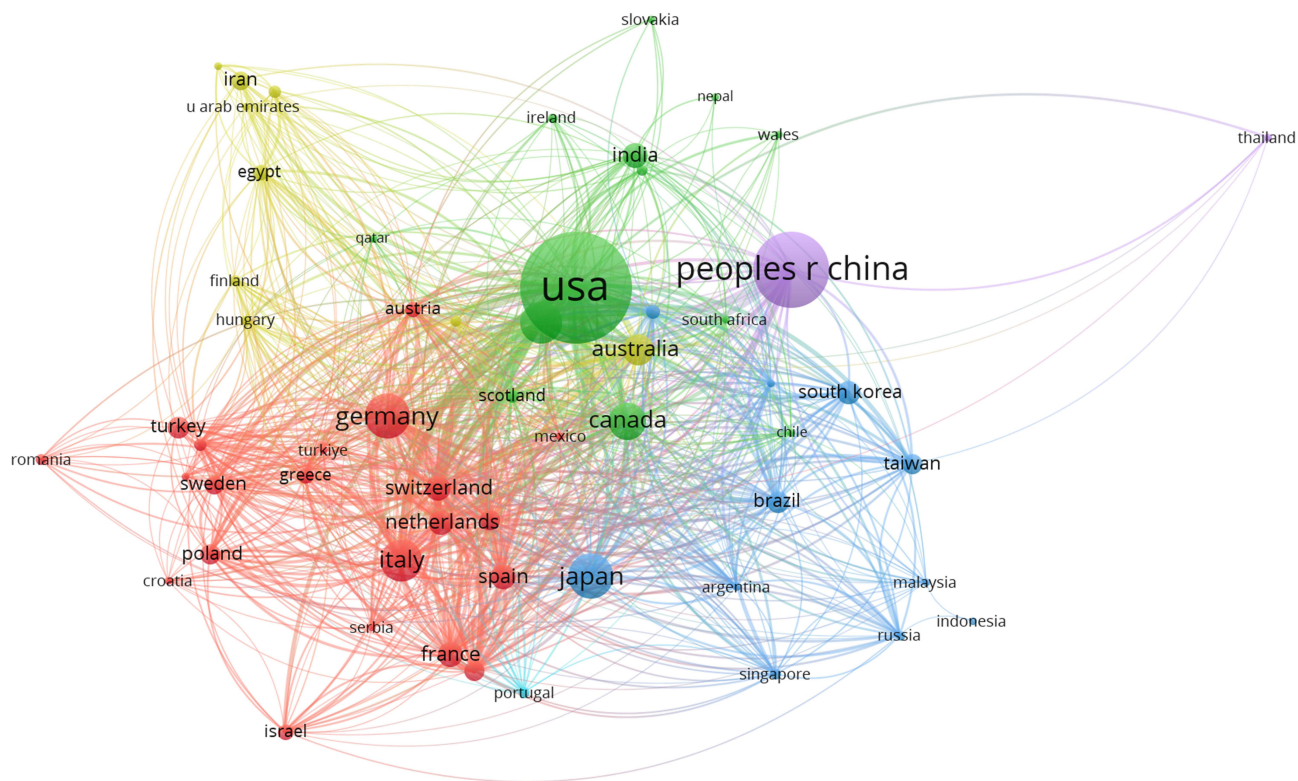 slovakia
iran
u arab emirates
nepal
ireland
wales
thailand
india
egypt
qatar
peoples r china
usa
finland
austria
hungary
south africa
australia
scotland
south korea
germany
canada
turkey
mexico
chile
romania
turkiye
taiwan
greece
sweden
switzerland
brazil
netherlands
poland
italy
spain
japan
croatia
argentina
malaysia
serbia
indonesia
russia
france
singapore
portugal
israel